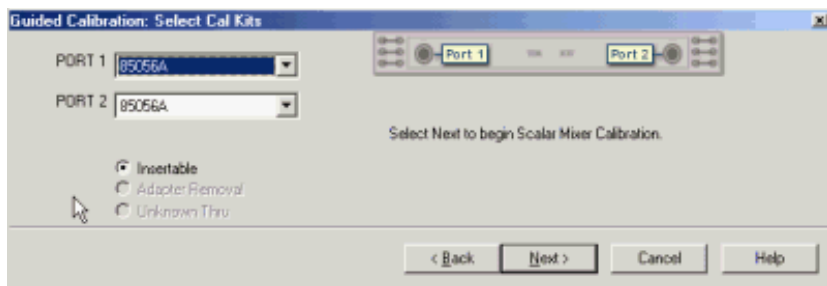 Guided Calibration: Select Cal Kits
PORT 1 85056A
Port 1
Port 2
PORT 2 85056A
Select Next to begin Scalar Mixer Calibration.
Insertable
Adapter Removal
Unknown Thru
< Back
Next >
Cancel
Help